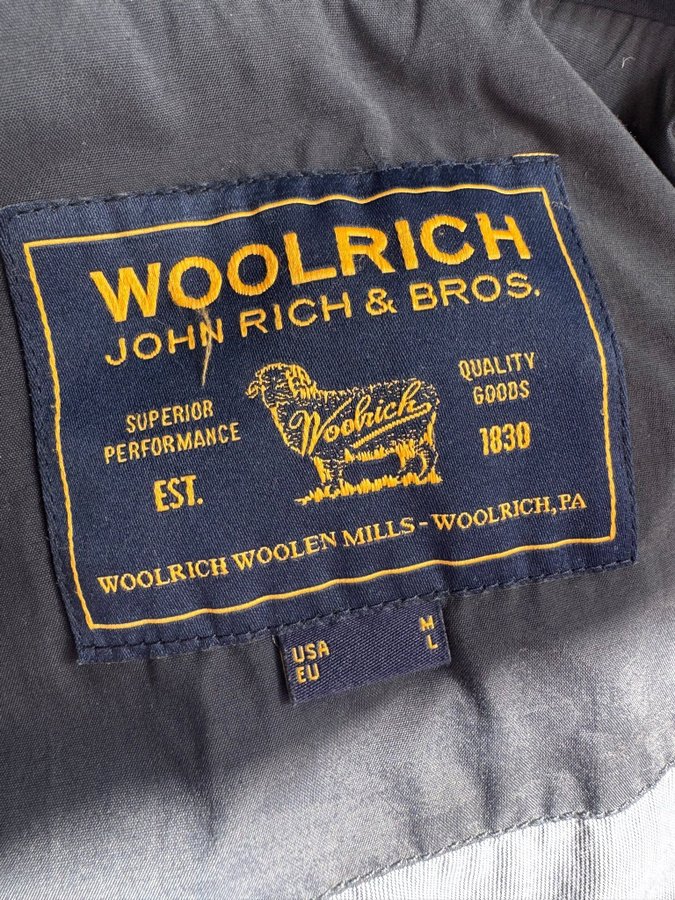 WOOLRICH
JOHN RICH & BROS.
SUPERIOR
PERFORMANCE
EST.
Woolrich
QUALITY
GOODS
1830
WOOLRICH WOOLEN MILLS - WOOLRICH, PA
USA M
EU L